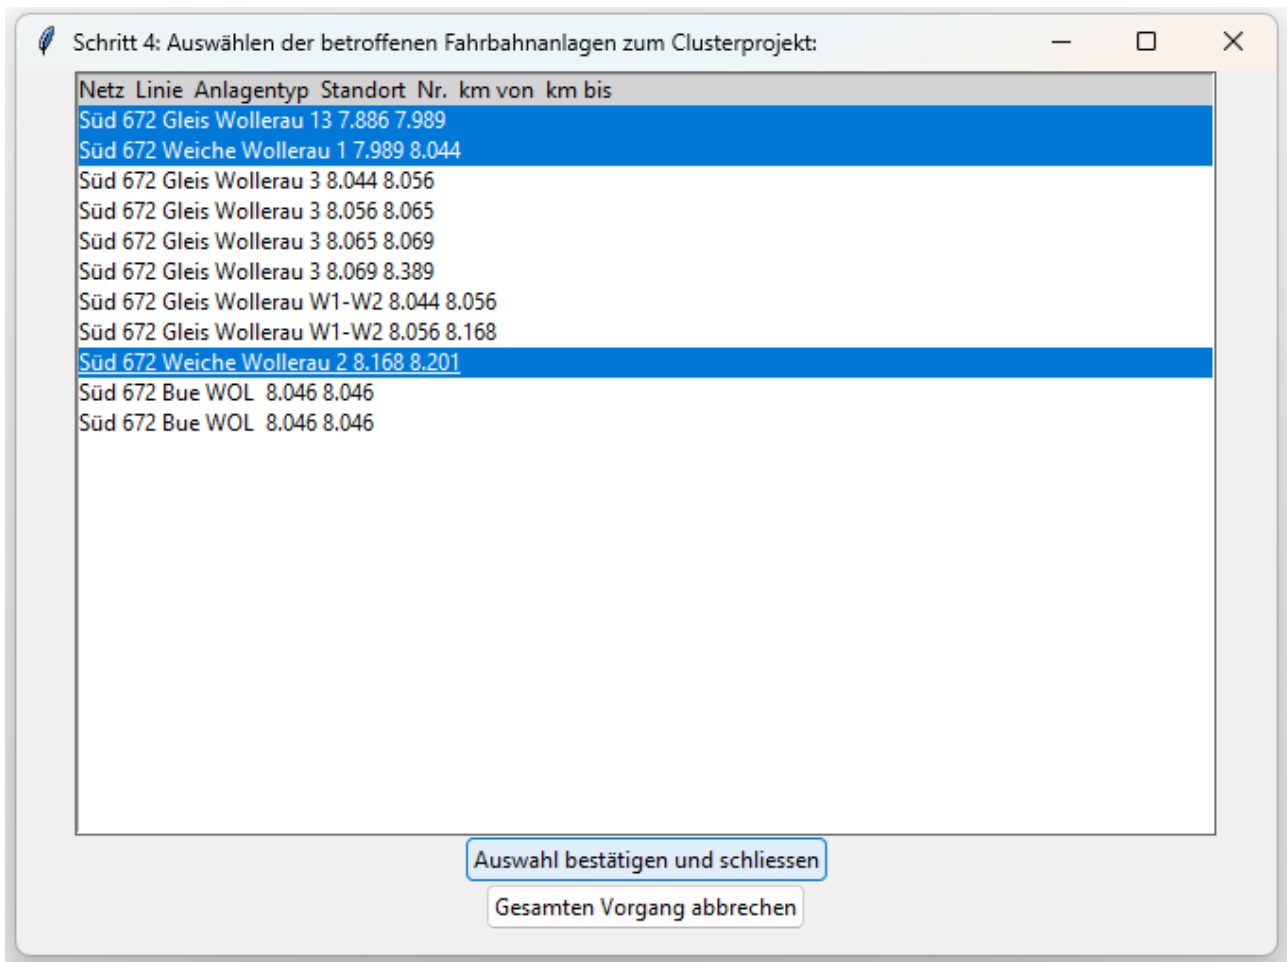 Schritt 4: Auswählen der betroffenen Fahrbahnanlagen zum Clusterprojekt:
Netz Linie Anlagentyp Standort Nr. km von km bis
Süd 672 Gleis Wollerau 13 7.886 7.989
Süd 672 Weiche Wollerau 1 7.989 8.044
Süd 672 Gleis Wollerau 3 8.044 8.056
Süd 672 Gleis Wollerau 3 8.056 8.065
Süd 672 Gleis Wollerau 3 8.065 8.069
Süd 672 Gleis Wollerau 3 8.069 8.389
Süd 672 Gleis Wollerau W1-W2 8.044 8.056
Süd 672 Gleis Wollerau W1-W2 8.056 8.168
Süd 672 Weiche Wollerau 2 8.168 8.201
Süd 672 Bue WOL 8.046 8.046
Süd 672 Bue WOL 8.046 8.046
Auswahl bestätigen und schliessen
Gesamten Vorgang abbrechen